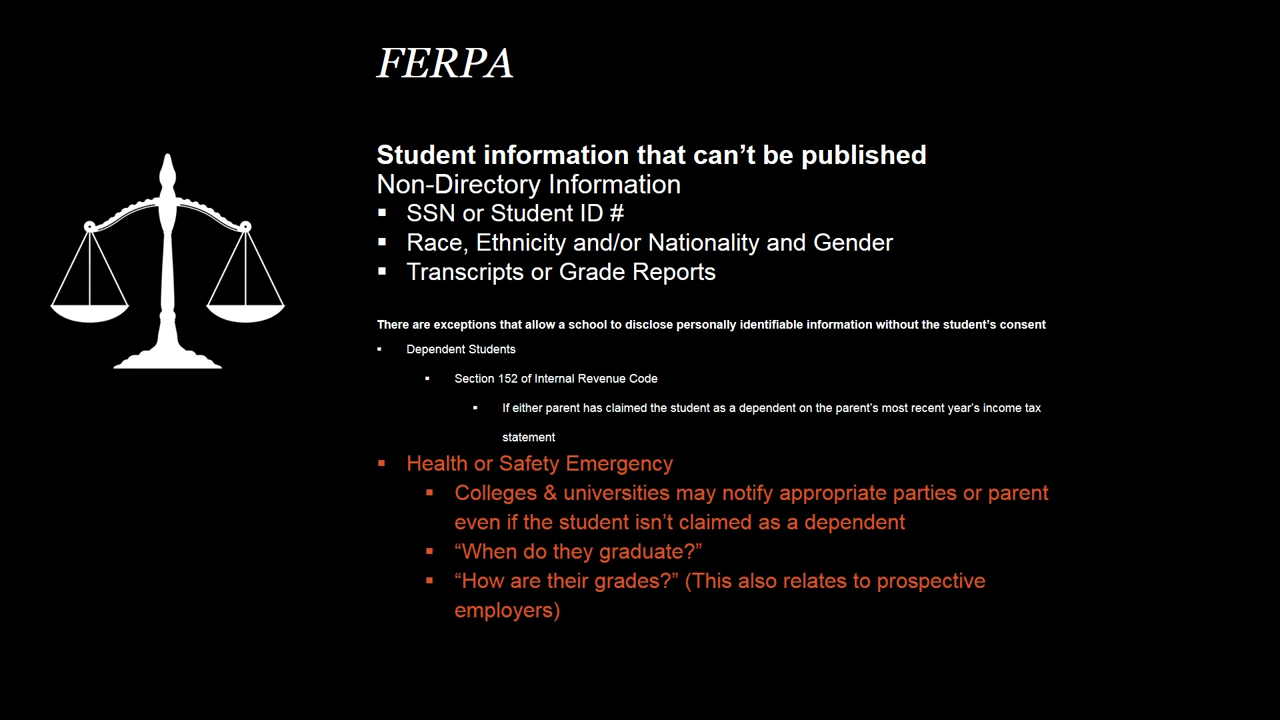 FERPA
Student information that can’t be published
Non-Directory Information
▪ SSN or Student ID #
▪ Race, Ethnicity and/or Nationality and Gender
▪ Transcripts or Grade Reports
There are exceptions that allow a school to disclose personally identifiable information without the student’s consent
▪ Dependent Students
▪ Section 152 of Internal Revenue Code
▪ If either parent has claimed the student as a dependent on the parent’s most recent year’s income tax
statement
▪ Health or Safety Emergency
▪ Colleges & universities may notify appropriate parties or parent
even if the student isn’t claimed as a dependent
▪ “When do they graduate?”
▪ “How are their grades?” (This also relates to prospective
employers)